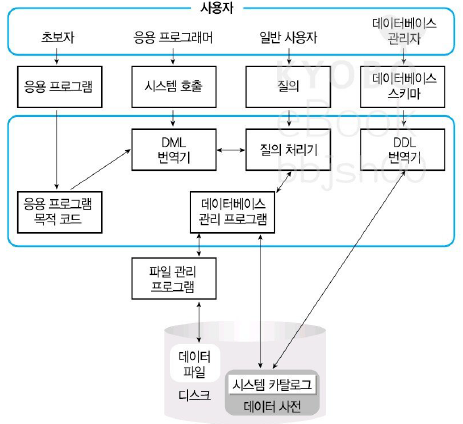 사용자
초보자
응용 프로그래머
일반 사용자
데이터베이스
관리자
응용 프로그램
시스템 호출
질의
데이터베이스
스키마
KYOBO
eBook
bbjsh00
DML
번역기
질의 처리기
DDL
번역기
응용 프로그램
목적 코드
데이터베이스
관리 프로그램
파일 관리
프로그램
데이터
파일
디스크
시스템 카탈로그
데이터 사전